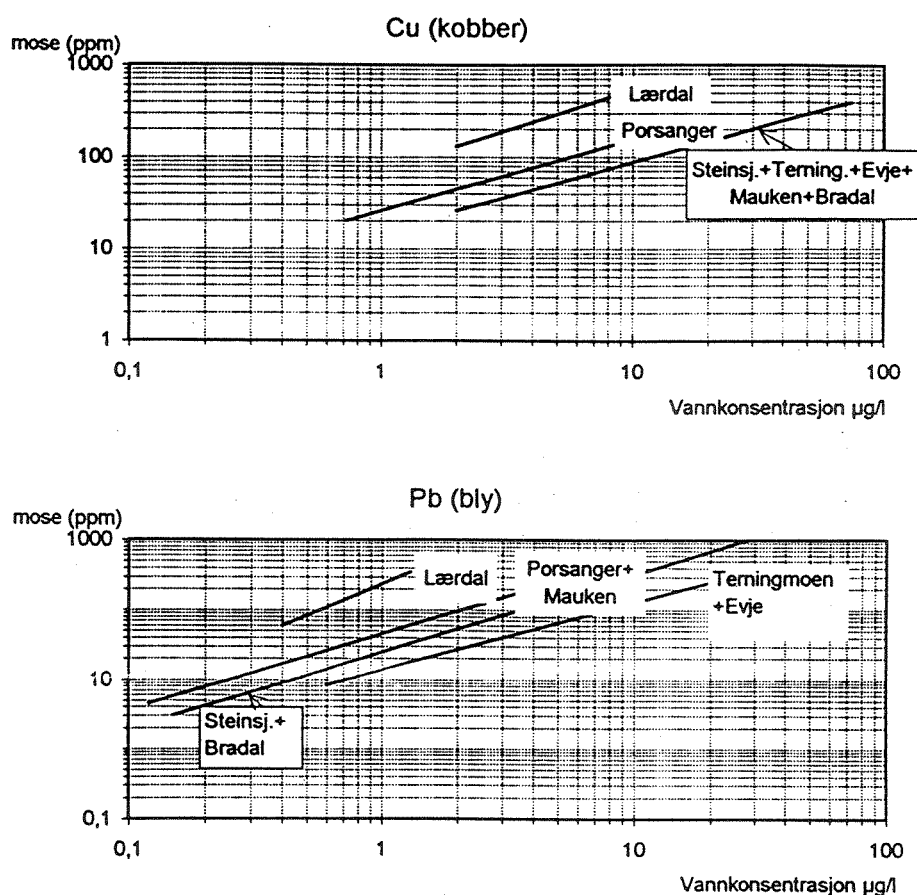 Cu (kobber)
mose (ppm)
1000
100
10
1
Lærdal
Porsanger
Steinsj.+Terning.+Evje+
Mauken+Bradal
0,1
1
10
100
Vannkonsentrasjon µg/l
Pb (bly)
mose (ppm)
1000
10
0,1
Lærdal
Porsanger+
Mauken
Terningmoen
+Evje
Steinsj.+
Bradal
0,1
1
10
100
Vannkonsentrasjon µg/l